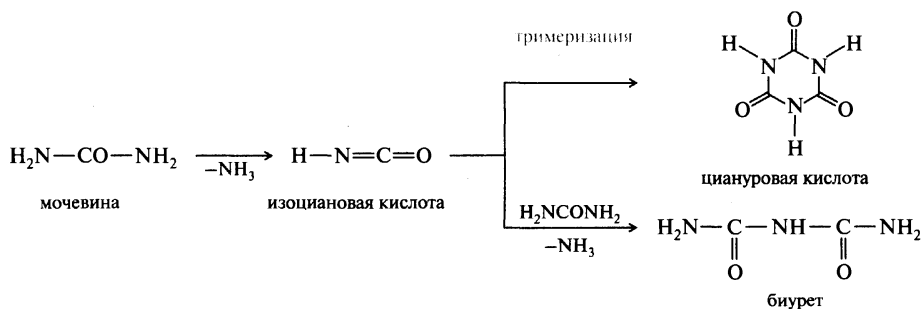 тримеризация
H
O
H
N
N
O
N
O
H
циануровая кислота
H₂N—CO—NH₂
−NH₃
H—N=C=O
мочевина
изоциановая кислота
H₂NCONH₂
−NH₃
H₂N—C—NH—C—NH₂
O
O
биурет